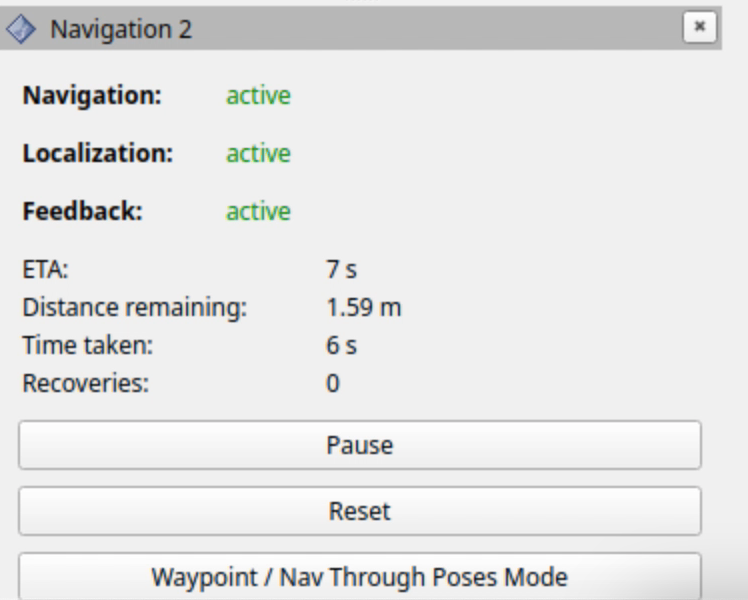 Navigation 2
Navigation: active
Localization: active
Feedback: active
ETA: 7 s
Distance remaining: 1.59 m
Time taken: 6 s
Recoveries: 0
Pause
Reset
Waypoint / Nav Through Poses Mode